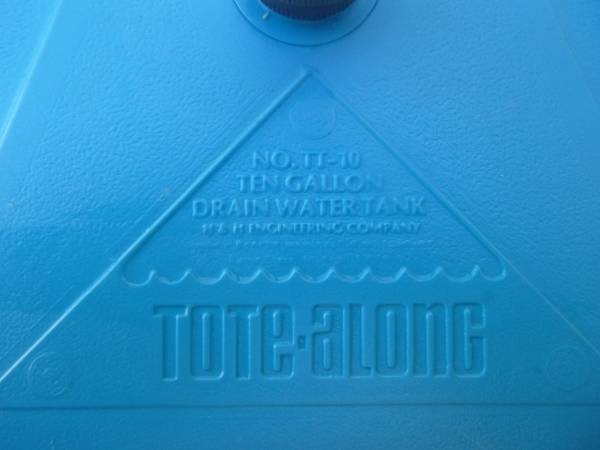 NO. TT-10
TEN GALLON
DRAIN WATER TANK
H & H ENGINEERING COMPANY
TOTE-ALONG